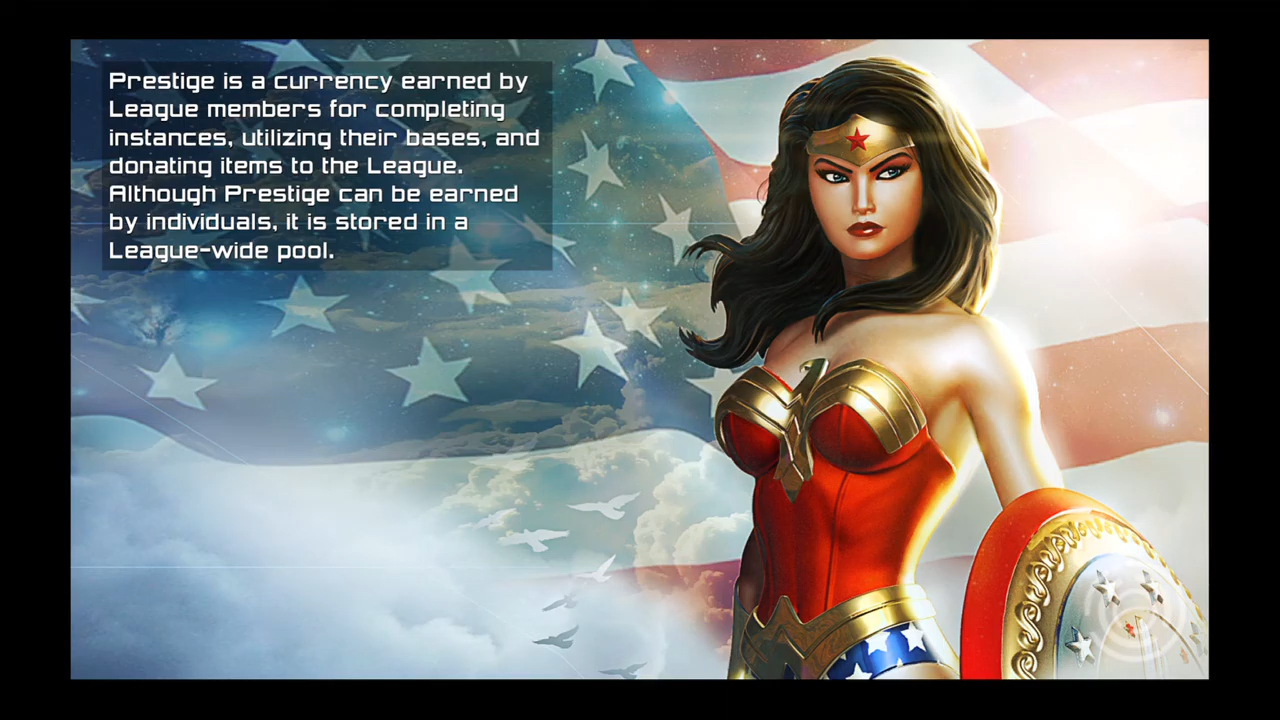 Prestige is a currency earned by
League members for completing
instances, utilizing their bases, and
donating items to the League.
Although Prestige can be earned
by individuals, it is stored in a
League-wide pool.